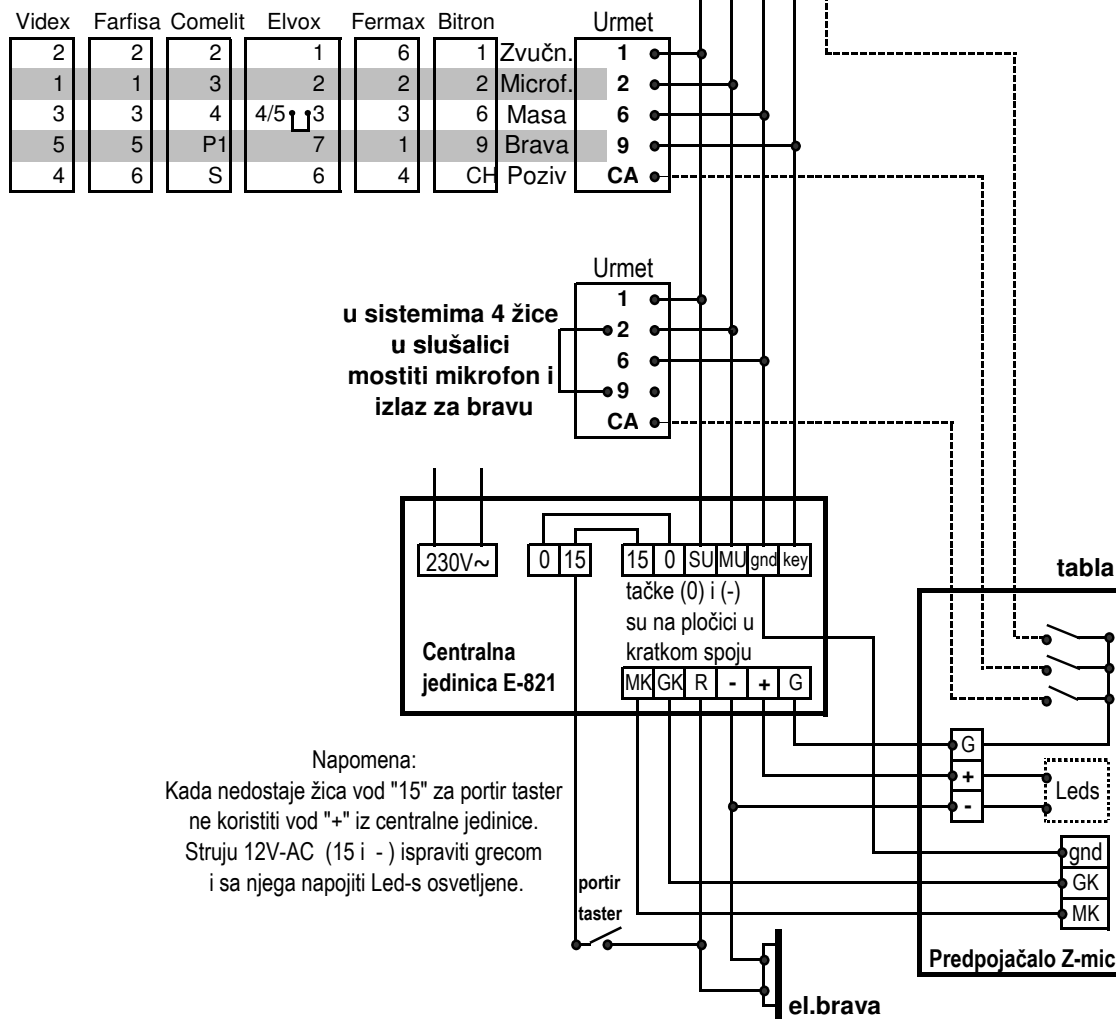 Videx Farfisa Comelit Elvox Fermax Bitron Urmet
2 2 2 1 6 1 Zvučn. 1
1 1 3 2 2 2 Microf. 2
3 3 4 4/5 3 3 6 Masa 6
5 5 P1 7 1 9 Brava 9
4 6 S 6 4 CH Poziv CA
Urmet
1
2
6
9
CA
u sistemima 4 žice
u slušalici
mostiti mikrofon i
izlaz za bravu
230V~ 0 15 15 0 SU MU gnd key
tačke (0) i (-)
su na pločici u
kratkom spoju
Centralna
jedinica E-821
MK GK R - + G
tabla
G
+
-
Leds
gnd
GK
MK
Predpojačalo Z-mic
Napomena:
Kada nedostaje žica vod "15" za portir taster
ne koristiti vod "+" iz centralne jedinice.
Struju 12V-AC (15 i - ) ispraviti grecom
i sa njega napojiti Led-s osvetljene.
portir
taster
el.brava